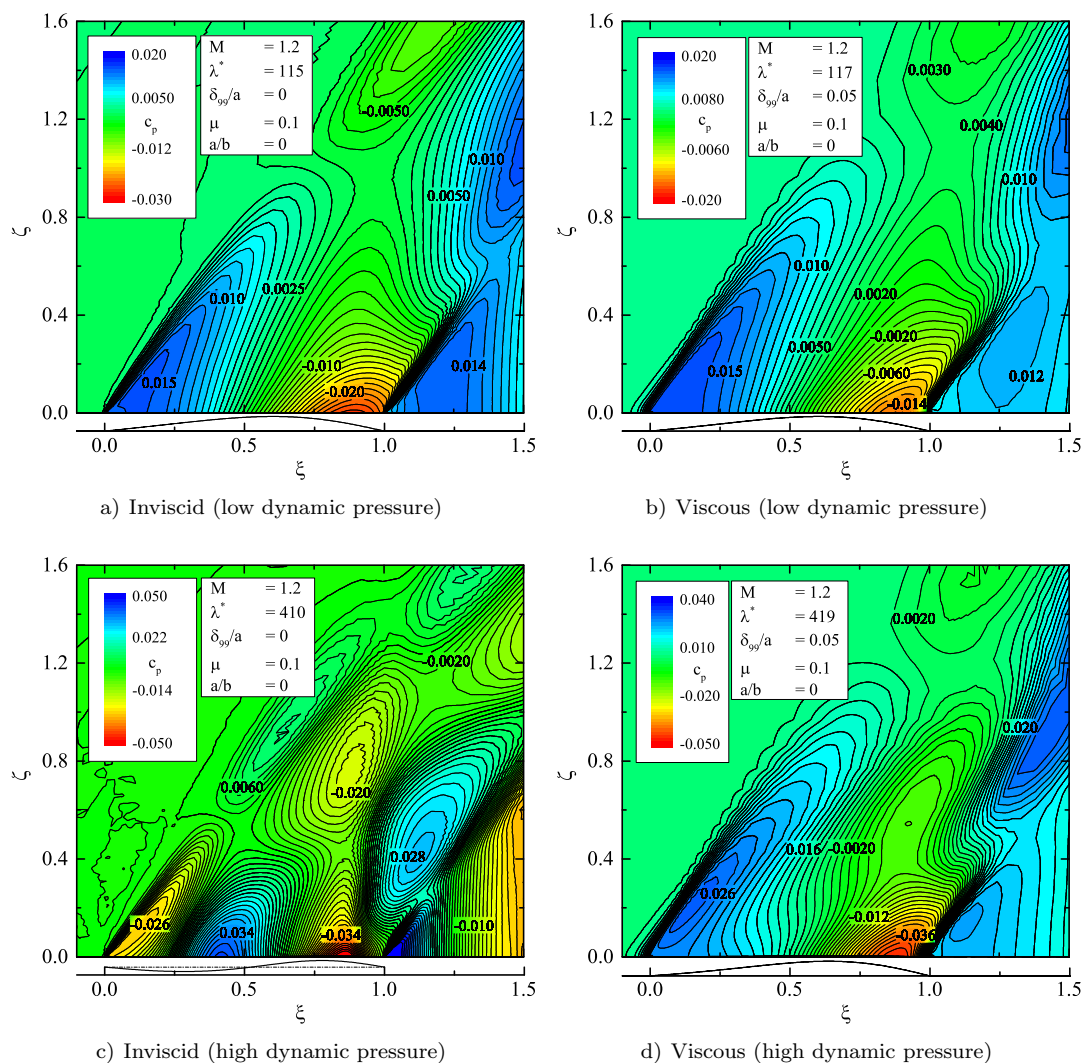 1.6
1.2
0.8
0.4
0.0
ζ
0.020
0.0050
c_p
-0.012
-0.030
M = 1.2
λ* = 115
δ99/a = 0
μ = 0.1
a/b = 0
-0.0050
0.010
0.0050
0.010
0.0025
-0.010
0.014
0.015
-0.020
0.0 0.5 1.0 1.5
ξ
a) Inviscid (low dynamic pressure)
1.6
1.2
0.8
0.4
0.0
ζ
0.020
0.0080
c_p
-0.0060
-0.020
M = 1.2
λ* = 117
δ99/a = 0.05
μ = 0.1
a/b = 0
0.0030
0.0040
0.010
0.010
0.0020
-0.0020
0.0050
0.015
-0.0060
0.012
-0.014
0.0 0.5 1.0 1.5
ξ
b) Viscous (low dynamic pressure)
1.6
1.2
0.8
0.4
0.0
ζ
0.050
0.022
c_p
-0.014
-0.050
M = 1.2
λ* = 410
δ99/a = 0
μ = 0.1
a/b = 0
-0.0020
0.0060
-0.020
0.028
-0.026
0.034
-0.034
-0.010
0.0 0.5 1.0 1.5
ξ
c) Inviscid (high dynamic pressure)
1.6
1.2
0.8
0.4
0.0
ζ
0.040
0.010
c_p
-0.020
-0.050
M = 1.2
λ* = 419
δ99/a = 0.05
μ = 0.1
a/b = 0
0.0020
0.020
0.016
-0.0020
0.026
-0.012
-0.036
0.0 0.5 1.0 1.5
ξ
d) Viscous (high dynamic pressure)